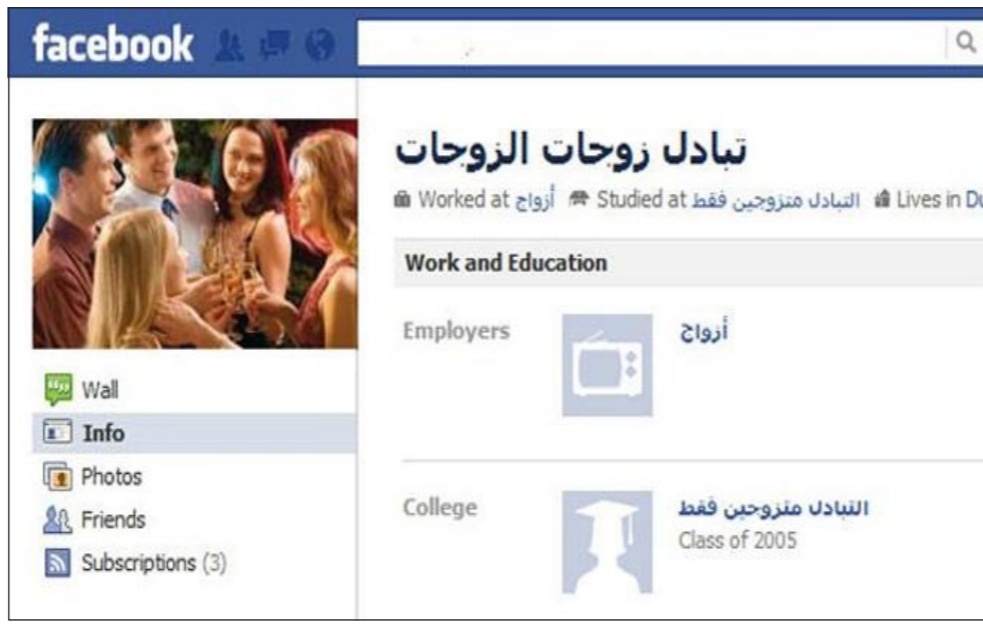 facebook
تبادل زوجات الزوجات
Worked at أزواج Studied at التبادل متزوجين فقط Lives in Du
Work and Education
Employers
أزواج
College
التبادل متزوجين فقط
Class of 2005
Wall
Info
Photos
Friends
Subscriptions (3)